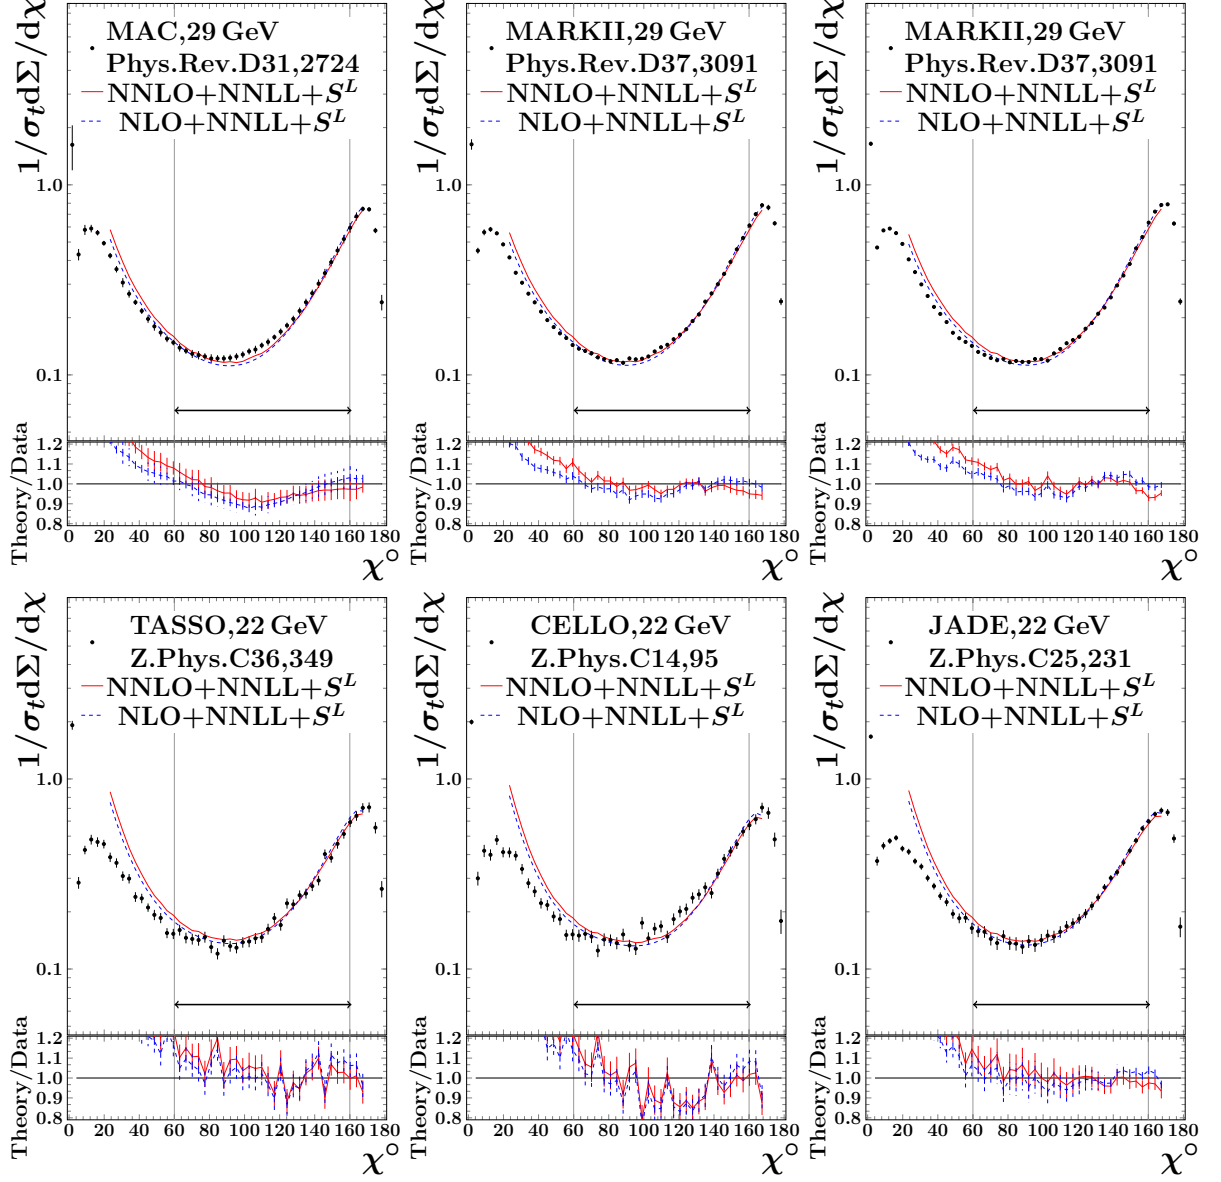 1/σtdΣ/dχ
MAC,29 GeV
Phys.Rev.D31,2724
NNLO+NNLL+S^L
NLO+NNLL+S^L
1.0
0.1
Theory/Data
1.2
1.1
1.0
0.9
0.8
0 20 40 60 80 100 120 140 160 180
χ°
1/σtdΣ/dχ
MARKII,29 GeV
Phys.Rev.D37,3091
NNLO+NNLL+S^L
NLO+NNLL+S^L
1.0
0.1
Theory/Data
1.2
1.1
1.0
0.9
0.8
0 20 40 60 80 100 120 140 160 180
χ°
1/σtdΣ/dχ
MARKII,29 GeV
Phys.Rev.D37,3091
NNLO+NNLL+S^L
NLO+NNLL+S^L
1.0
0.1
Theory/Data
1.2
1.1
1.0
0.9
0.8
0 20 40 60 80 100 120 140 160 180
χ°
1/σtdΣ/dχ
TASSO,22 GeV
Z.Phys.C36,349
NNLO+NNLL+S^L
NLO+NNLL+S^L
1.0
0.1
Theory/Data
1.2
1.1
1.0
0.9
0.8
0 20 40 60 80 100 120 140 160 180
χ°
1/σtdΣ/dχ
CELLO,22 GeV
Z.Phys.C14,95
NNLO+NNLL+S^L
NLO+NNLL+S^L
1.0
0.1
Theory/Data
1.2
1.1
1.0
0.9
0.8
0 20 40 60 80 100 120 140 160 180
χ°
1/σtdΣ/dχ
JADE,22 GeV
Z.Phys.C25,231
NNLO+NNLL+S^L
NLO+NNLL+S^L
1.0
0.1
Theory/Data
1.2
1.1
1.0
0.9
0.8
0 20 40 60 80 100 120 140 160 180
χ°